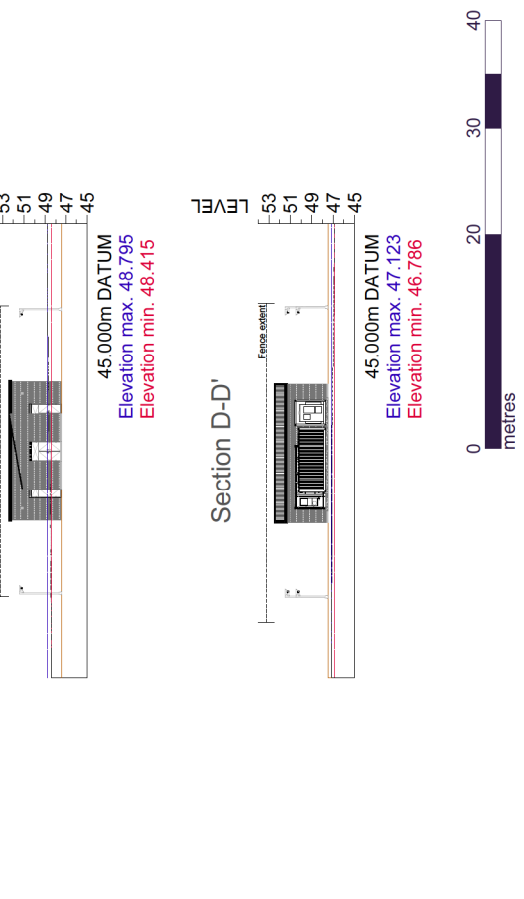 53
51
49
47
45
45.000m DATUM
Elevation max. 48.795
Elevation min. 48.415
Section D-D'
LEVEL
53
51
49
47
45
Fence extent
45.000m DATUM
Elevation max. 47.123
Elevation min. 46.786
0 20 30 40
metres